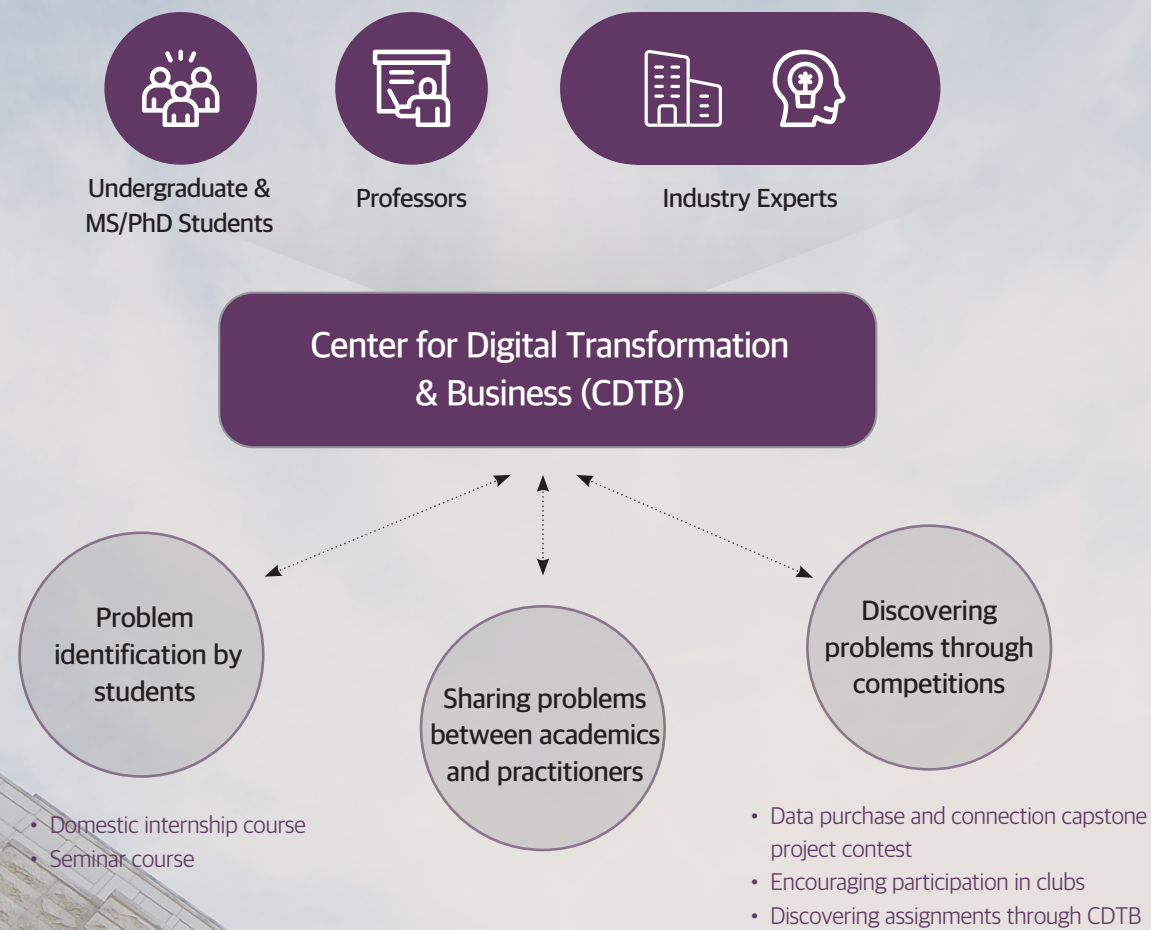 Undergraduate &
MS/PhD Students
Professors
Industry Experts
Center for Digital Transformation
& Business (CDTB)
Problem
identification by
students
Sharing problems
between academics
and practitioners
Discovering
problems through
competitions
• Domestic internship course
• Seminar course
• Data purchase and connection capstone
project contest
• Encouraging participation in clubs
• Discovering assignments through CDTB